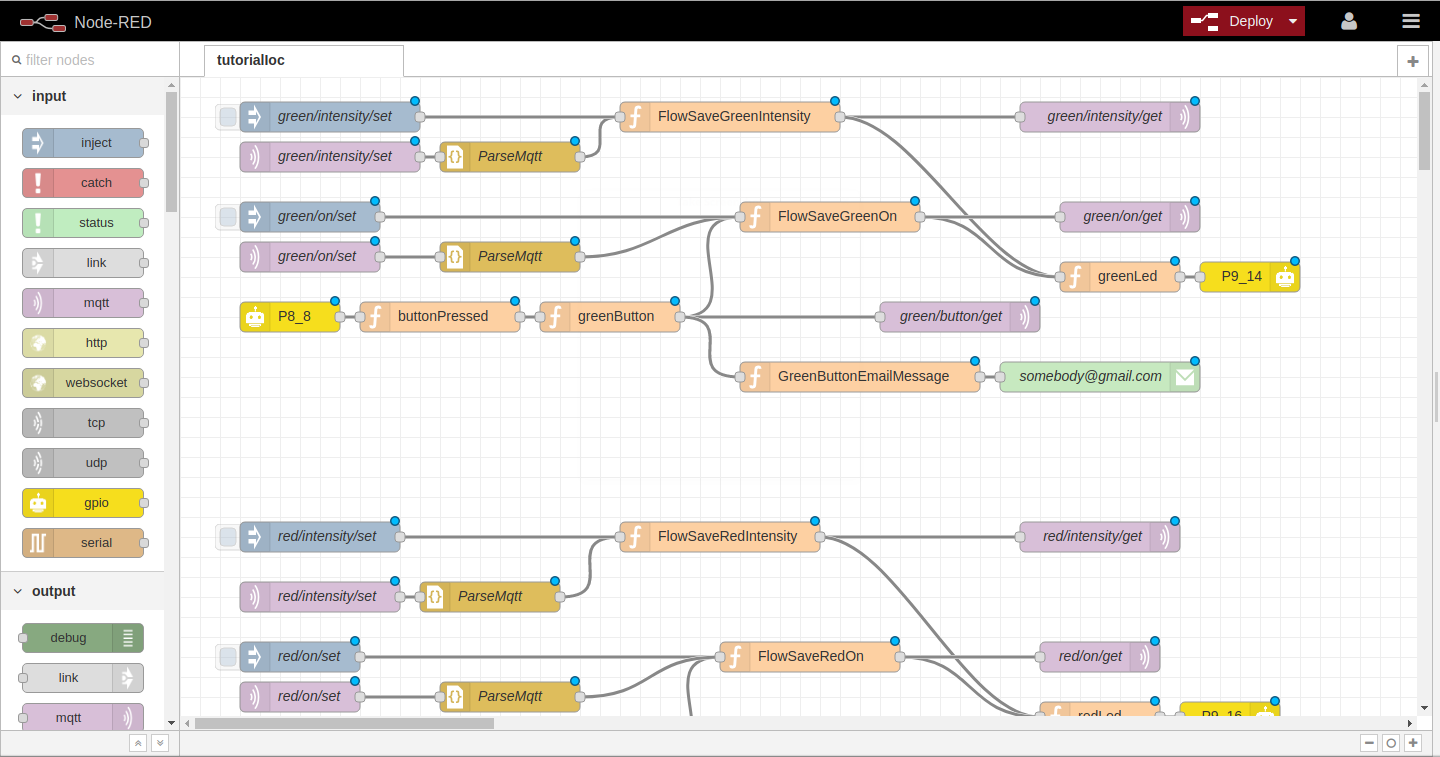 Node-RED
Deploy
filter nodes
tutorialIoc
input
inject
catch
status
link
mqtt
http
websocket
tcp
udp
gpio
serial
output
debug
link
mqtt
green/intensity/set
FlowSaveGreenIntensity
green/intensity/get
green/intensity/set
ParseMqtt
green/on/set
FlowSaveGreenOn
green/on/get
green/on/set
ParseMqtt
greenLed
P9_14
P8_8
buttonPressed
greenButton
green/button/get
GreenButtonEmailMessage
somebody@gmail.com
red/intensity/set
FlowSaveRedIntensity
red/intensity/get
red/intensity/set
ParseMqtt
red/on/set
FlowSaveRedOn
red/on/get
red/on/set
ParseMqtt
redLed
P9_16